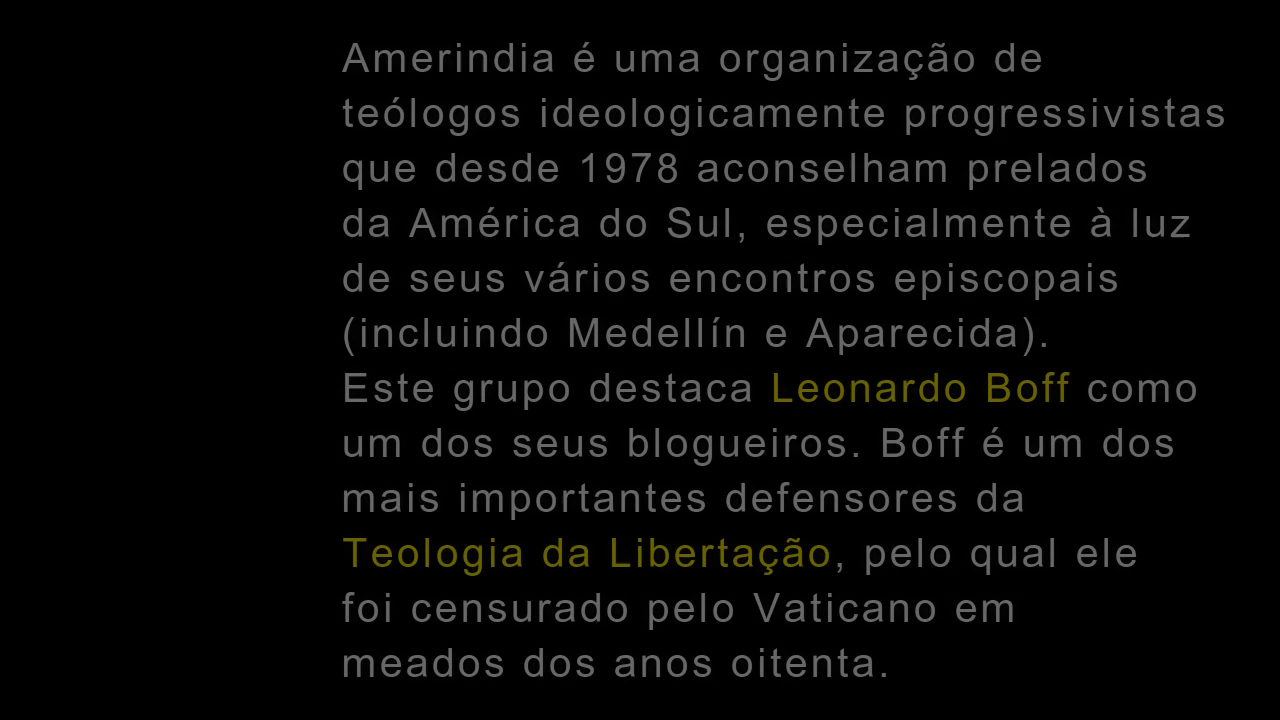 Amerindia é uma organização de
teólogos ideologicamente progressivistas
que desde 1978 aconselham prelados
da América do Sul, especialmente à luz
de seus vários encontros episcopais
(incluindo Medellín e Aparecida).
Este grupo destaca Leonardo Boff como
um dos seus blogueiros. Boff é um dos
mais importantes defensores da
Teologia da Libertação, pelo qual ele
foi censurado pelo Vaticano em
meados dos anos oitenta.